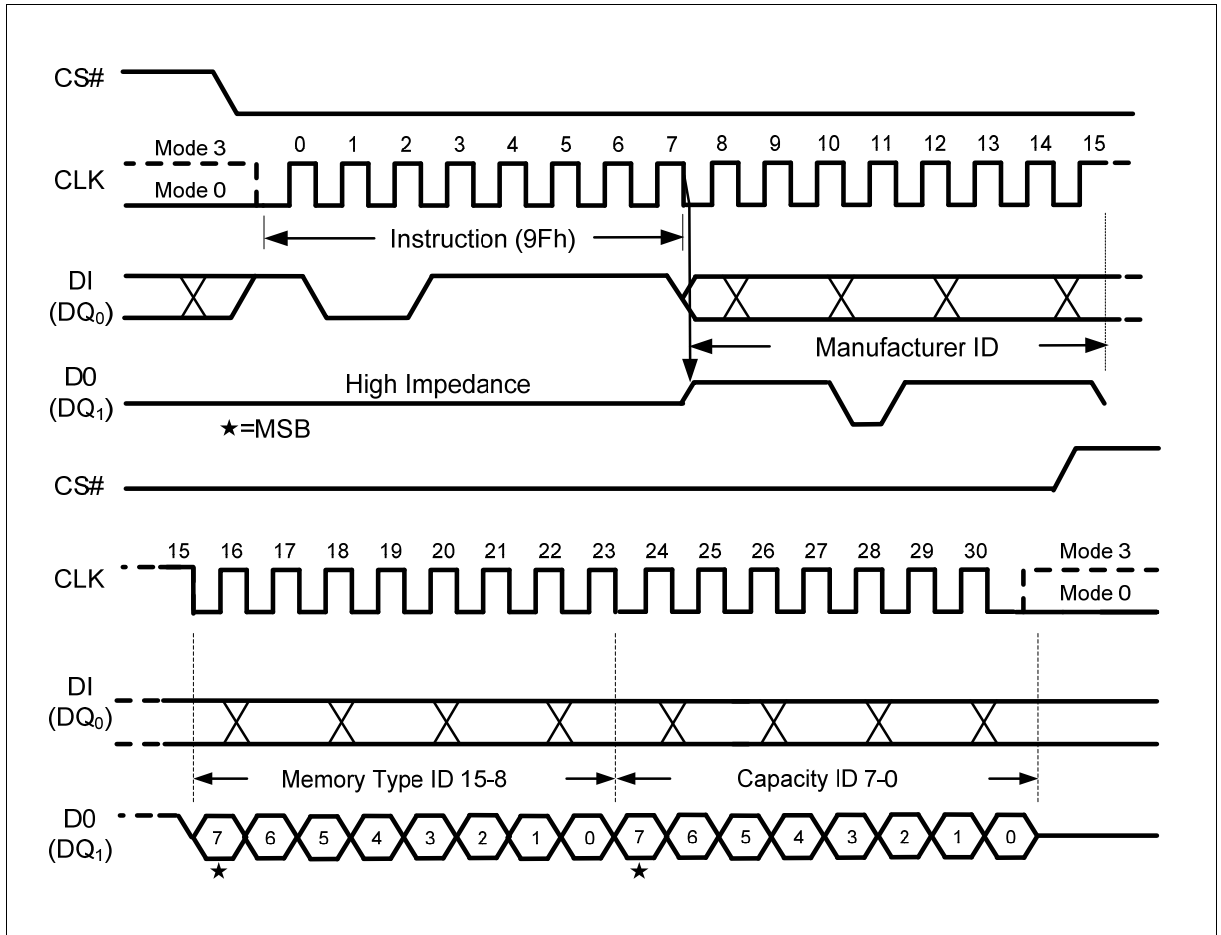 CS#
Mode 3
0 1 2 3 4 5 6 7 8 9 10 11 12 13 14 15
CLK
Mode 0
Instruction (9Fh)
DI
(DQ0)
Manufacturer ID
D0
(DQ1)
High Impedance
★=MSB
CS#
15 16 17 18 19 20 21 22 23 24 25 26 27 28 29 30
Mode 3
CLK
Mode 0
DI
(DQ0)
Memory Type ID 15-8
Capacity ID 7-0
D0
(DQ1)
7 6 5 4 3 2 1 0 7 6 5 4 3 2 1 0
★ ★